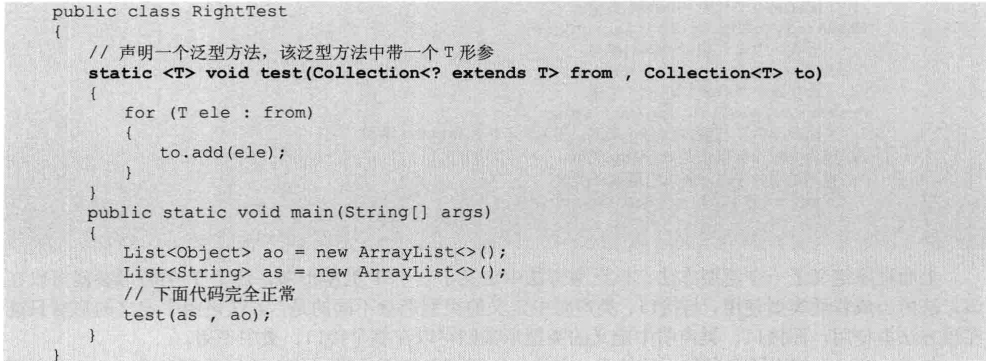 public class RightTest
{
// 声明一个泛型方法，该泛型方法中带一个 T 形参
static <T> void test(Collection<? extends T> from , Collection<T> to)
{
for (T ele : from)
{
to.add(ele);
}
}
public static void main(String[] args)
{
List<Object> ao = new ArrayList<>();
List<String> as = new ArrayList<>();
// 下面代码完全正常
test(as , ao);
}
}